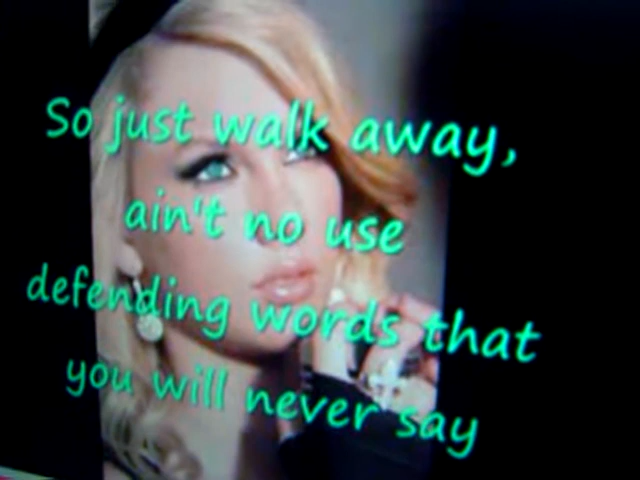 So just walk away,
ain't no use
defending words that
you will never say